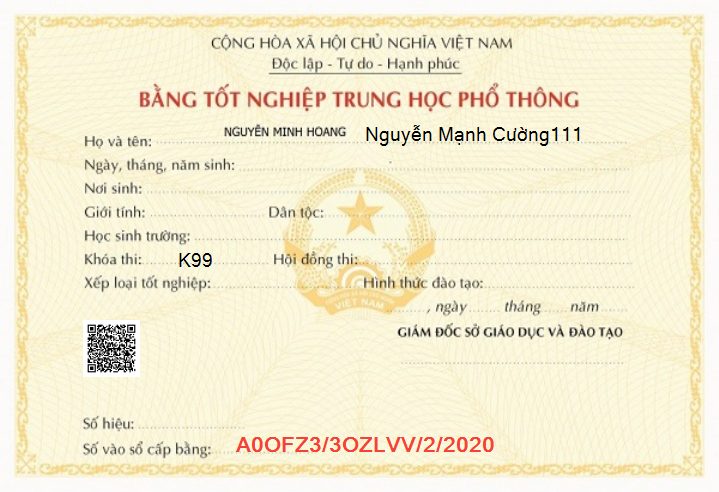 CỘNG HÒA XÃ HỘI CHỦ NGHĨA VIỆT NAM
Độc lập - Tự do - Hạnh phúc
BẰNG TỐT NGHIỆP TRUNG HỌC PHỔ THÔNG
Họ và tên: NGUYỄN MINH HOANG Nguyễn Mạnh Cường111
Ngày, tháng, năm sinh:
Nơi sinh:
Giới tính: Dân tộc:
Học sinh trường:
Khóa thi: K99 Hội đồng thi:
Xếp loại tốt nghiệp: Hình thức đào tạo:
VIỆT NAM
, ngày tháng năm
GIÁM ĐỐC SỞ GIÁO DỤC VÀ ĐÀO TẠO
Số hiệu:
Số vào sổ cấp bằng: A0OFZ3/3OZLVV/2/2020